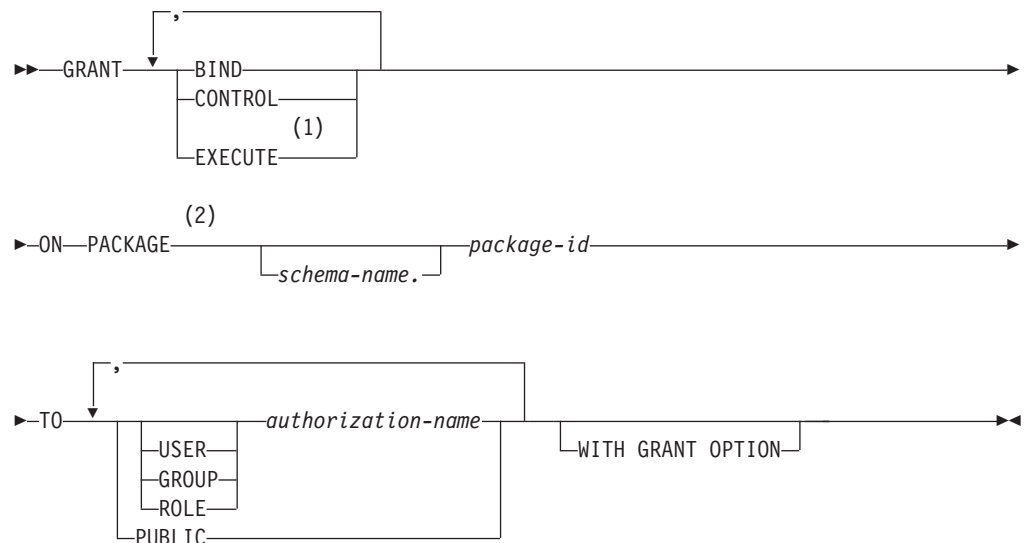 ,
GRANT BIND
CONTROL
(1)
EXECUTE
(2)
ON PACKAGE package-id
schema-name.
,
TO authorization-name
USER WITH GRANT OPTION
GROUP
ROLE
PUBLIC